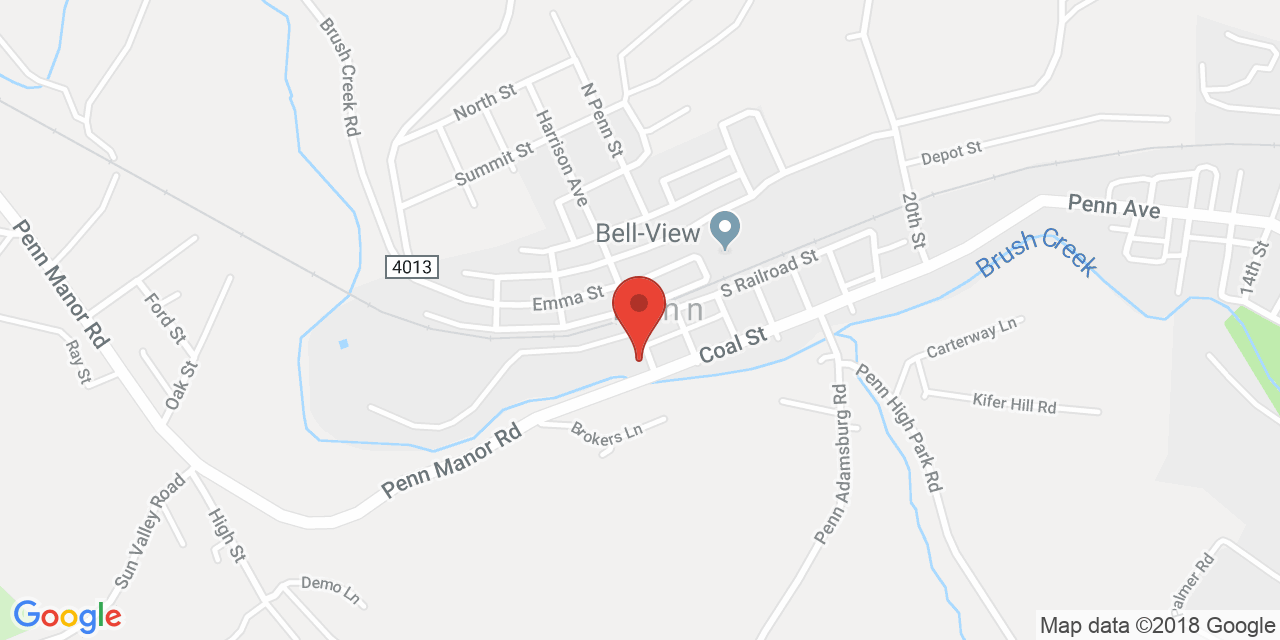 Brush Creek Rd
North St
N Penn St
Harrison Ave
Summit St
Depot St
20th St
Penn Ave
Penn Manor Rd
Bell-View
Brush Creek
14th St
4013
S Railroad St
Emma St
Ford St
Ray St
Oak St
Coal St
Carterway Ln
Kifer Hill Rd
Penn High Park Rd
Penn Adamsburg Rd
Brokers Ln
Penn Manor Rd
Sun Valley Road
High St
Demo Ln
Palmer Rd
Google
Map data ©2018 Google